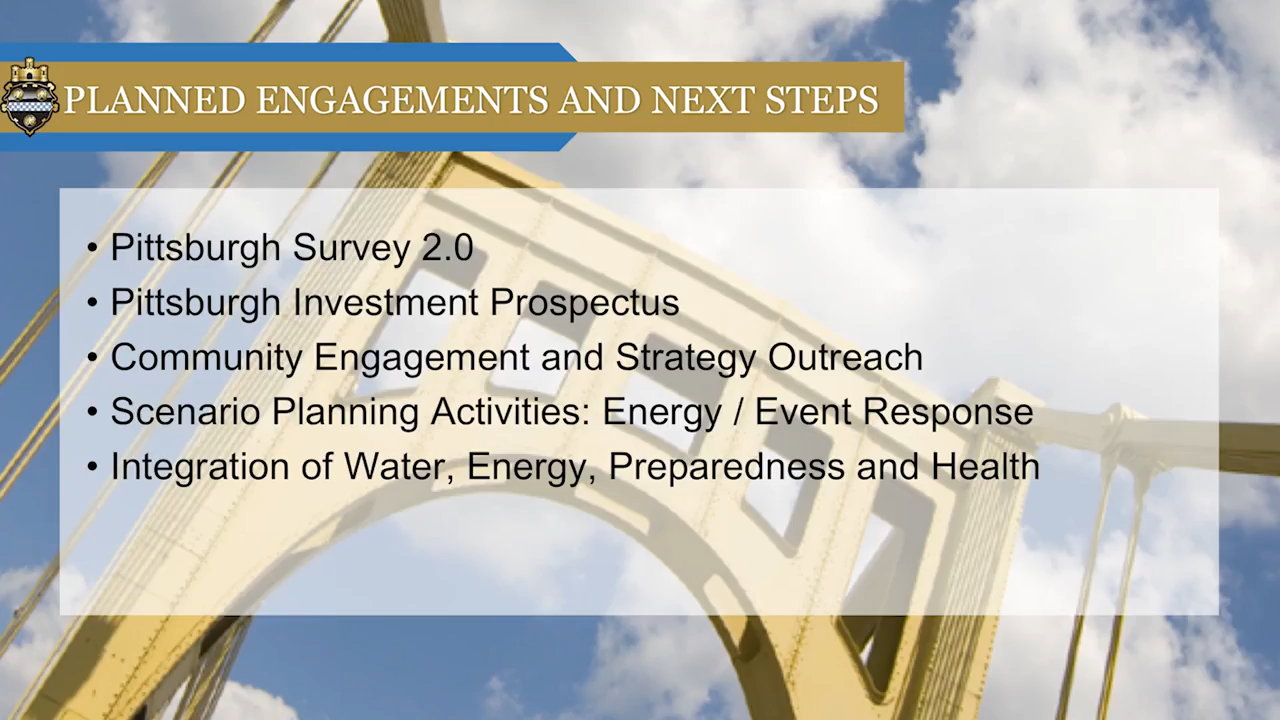 PLANNED ENGAGEMENTS AND NEXT STEPS
• Pittsburgh Survey 2.0
• Pittsburgh Investment Prospectus
• Community Engagement and Strategy Outreach
• Scenario Planning Activities: Energy / Event Response
• Integration of Water, Energy, Preparedness and Health